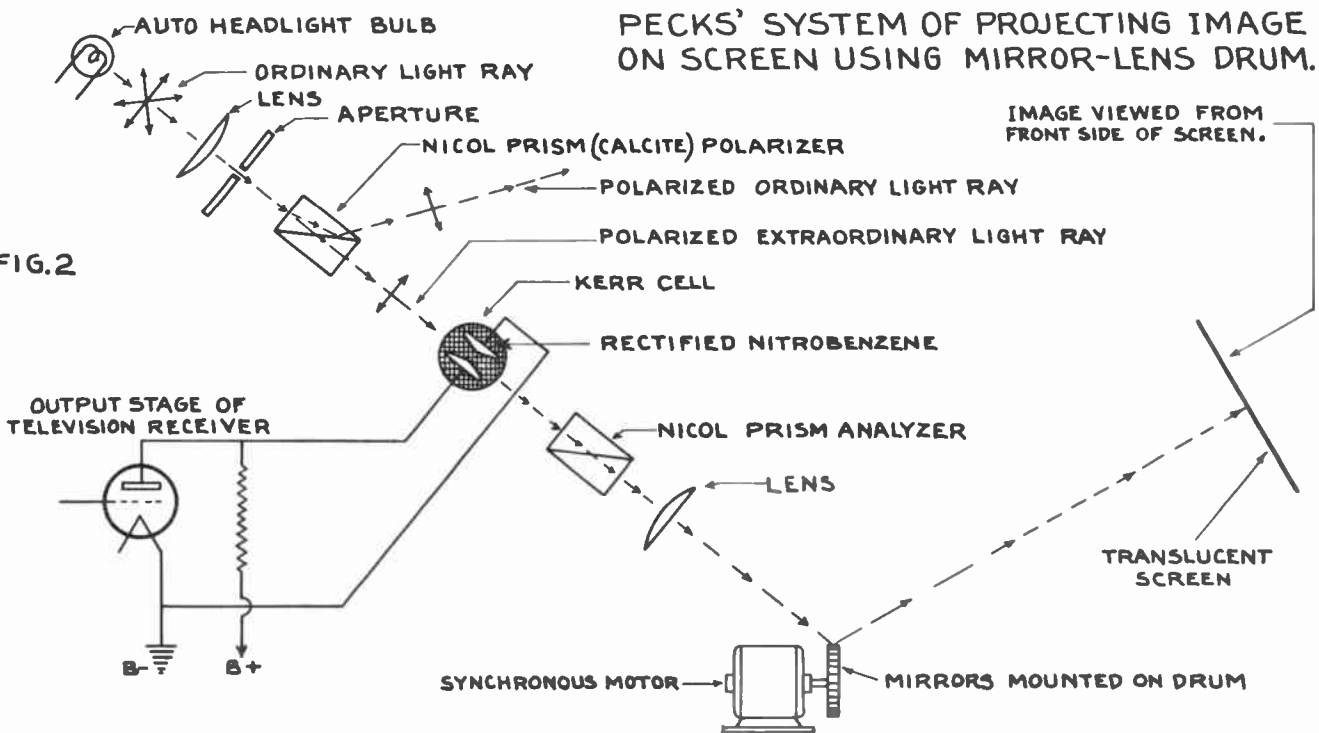 PECKS' SYSTEM OF PROJECTING IMAGE
ON SCREEN USING MIRROR-LENS DRUM.
AUTO HEADLIGHT BULB
ORDINARY LIGHT RAY
LENS
APERTURE
NICOL PRISM (CALCITE) POLARIZER
IMAGE VIEWED FROM
FRONT SIDE OF SCREEN.
POLARIZED ORDINARY LIGHT RAY
POLARIZED EXTRAORDINARY LIGHT RAY
FIG.2
KERR CELL
RECTIFIED NITROBENZENE
OUTPUT STAGE OF
TELEVISION RECEIVER
NICOL PRISM ANALYZER
LENS
TRANSLUCENT
SCREEN
B-
B+
SYNCHRONOUS MOTOR
MIRRORS MOUNTED ON DRUM